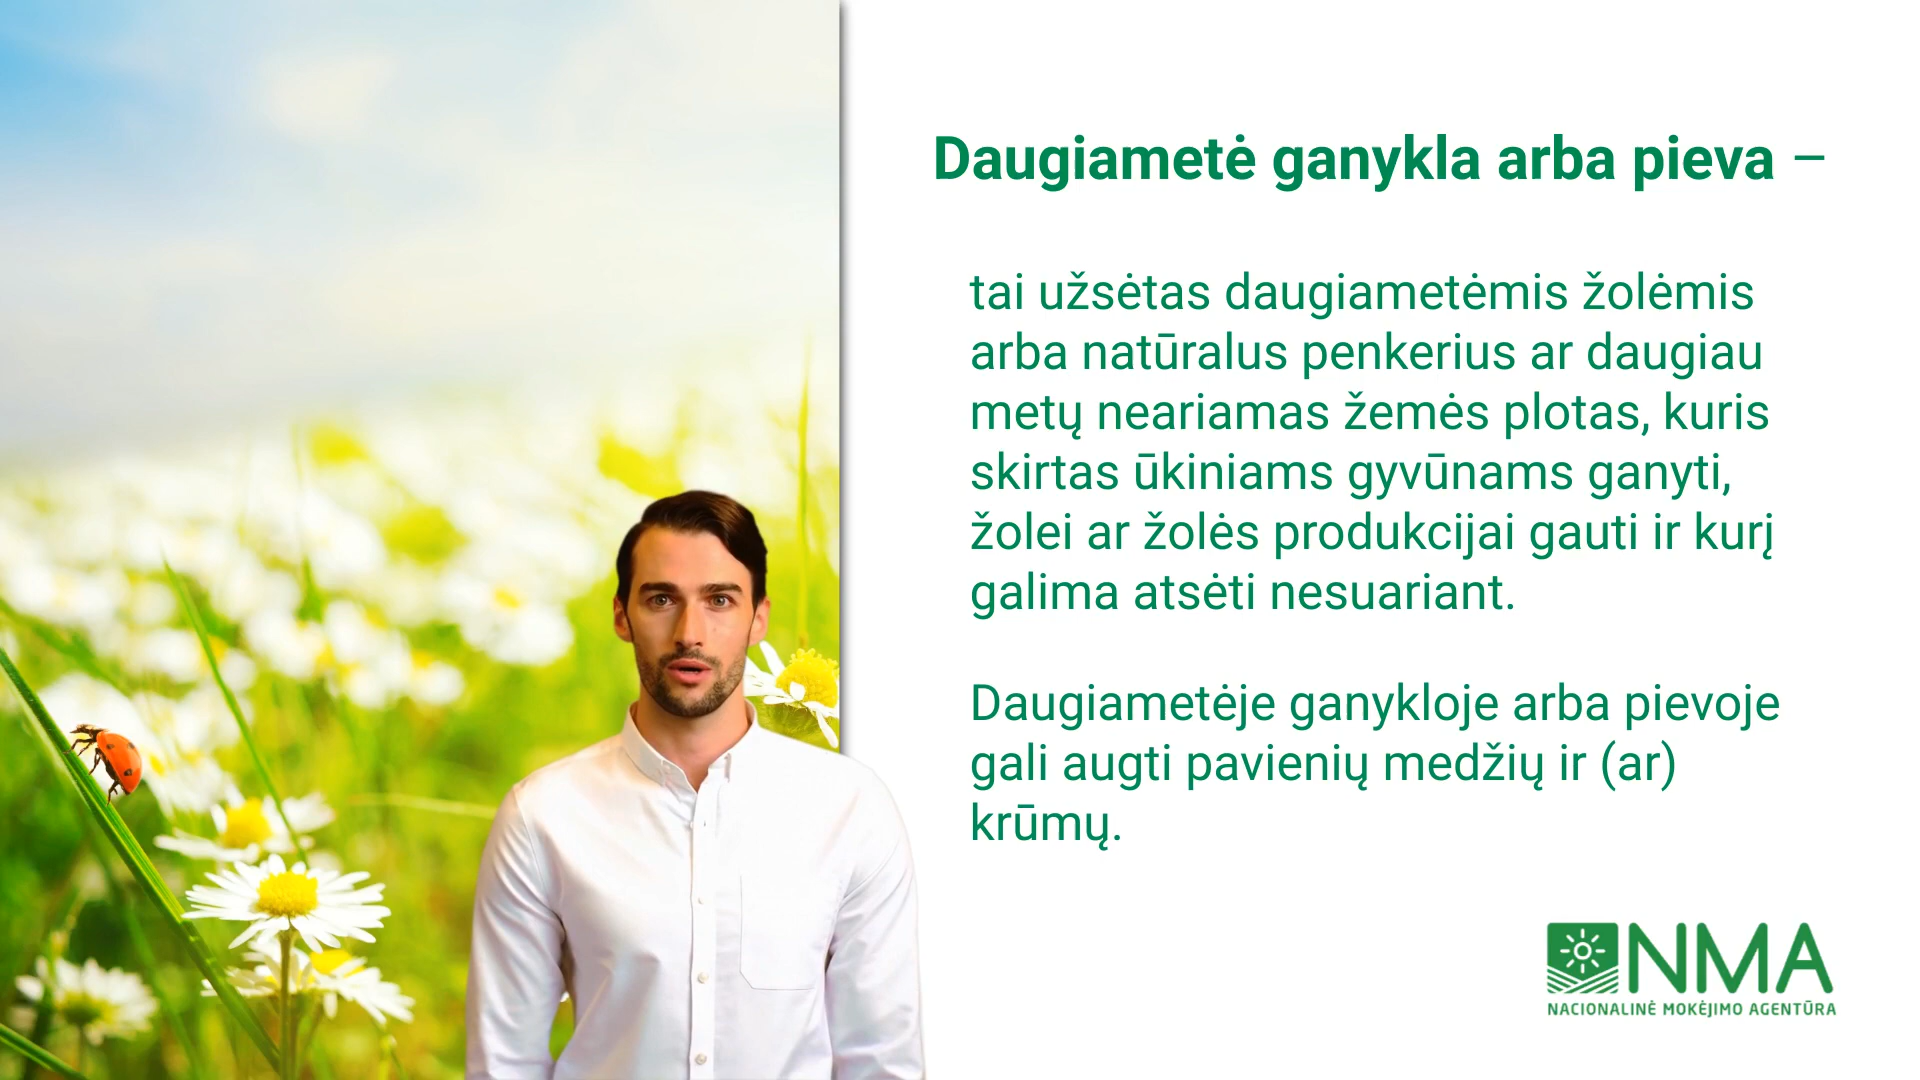 Daugiametė ganykla arba pieva –
tai užsėtas daugiametėmis žolėmis
arba natūralus penkerius ar daugiau
metų neariamas žemės plotas, kuris
skirtas ūkiniams gyvūnams ganyti,
žolei ar žolės produkcijai gauti ir kurį
galima atsėti nesuariant.
Daugiametėje ganykloje arba pievoje
gali augti pavienių medžių ir (ar)
krūmų.
NMA
NACIONALINĖ MOKĖJIMO AGENTŪRA